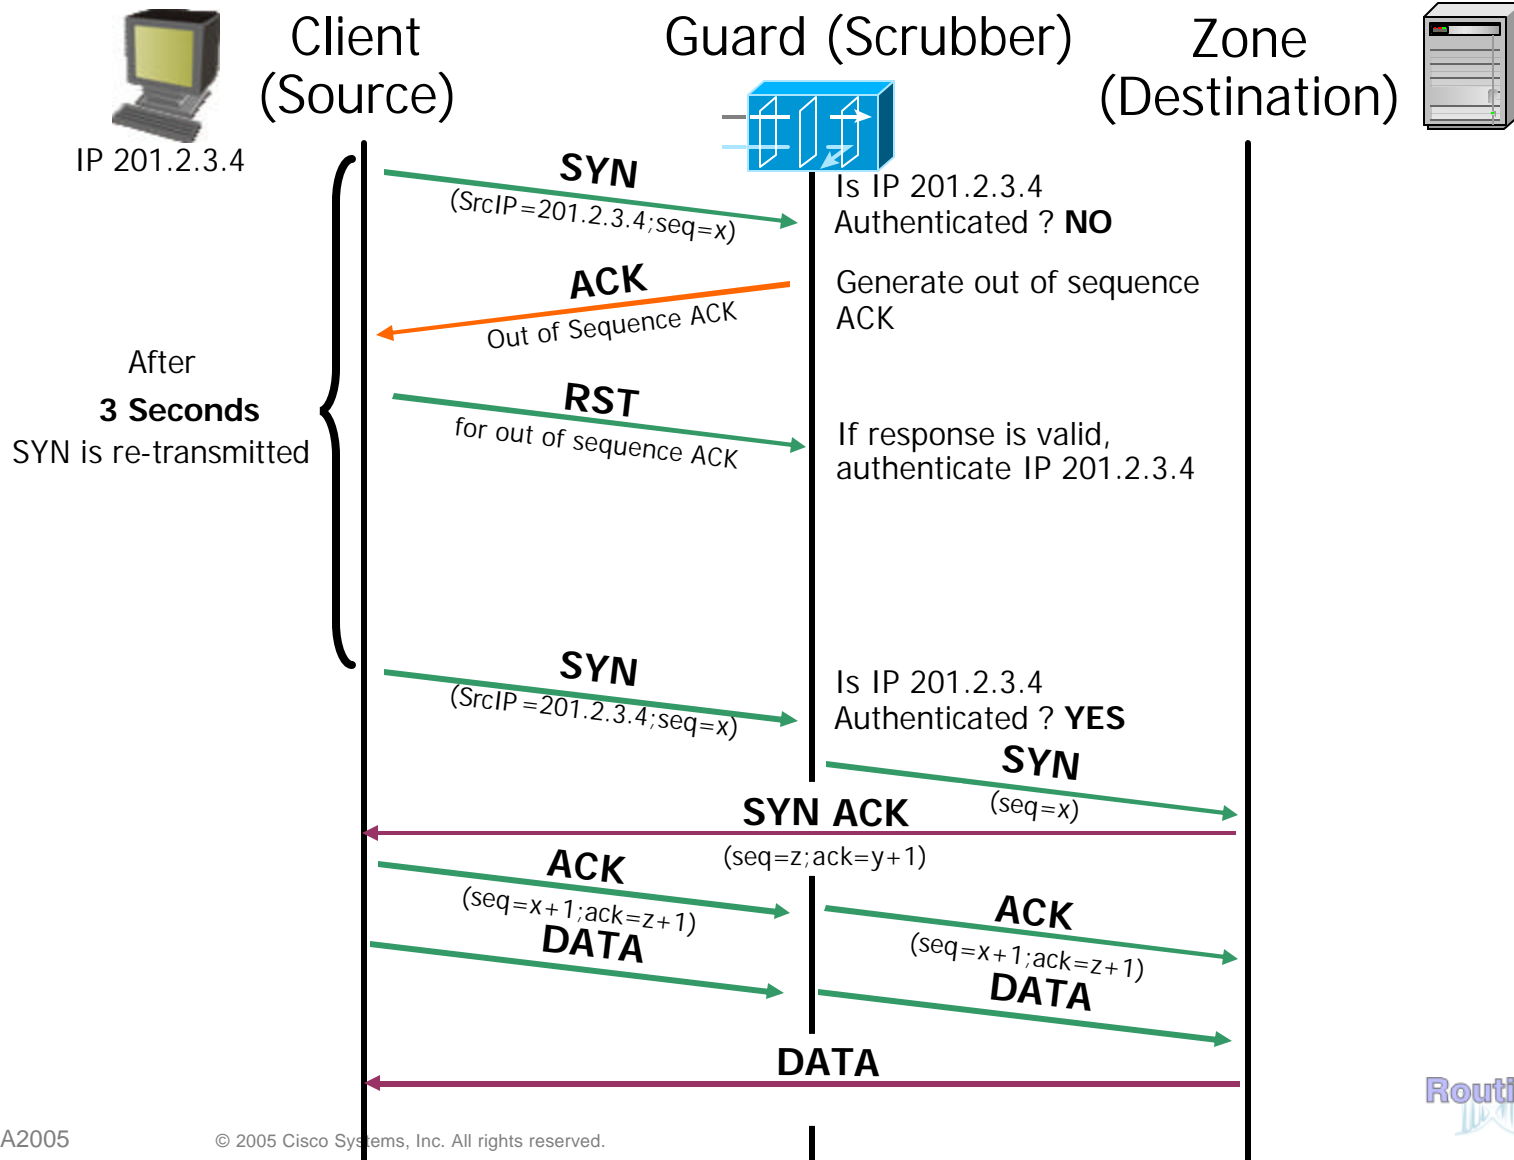 Client
(Source)
Guard (Scrubber)
Zone
(Destination)
IP 201.2.3.4
SYN
(SrcIP=201.2.3.4;seq=x)
Is IP 201.2.3.4
Authenticated ? NO
ACK
Out of Sequence ACK
Generate out of sequence
ACK
After
3 Seconds
SYN is re-transmitted
RST
for out of sequence ACK
If response is valid,
authenticate IP 201.2.3.4
SYN
(SrcIP=201.2.3.4;seq=x)
Is IP 201.2.3.4
Authenticated ? YES
SYN
(seq=x)
SYN ACK
(seq=z;ack=y+1)
ACK
(seq=x+1;ack=z+1)
ACK
(seq=x+1;ack=z+1)
DATA
DATA
DATA
Routi
A2005
© 2005 Cisco Systems, Inc. All rights reserved.